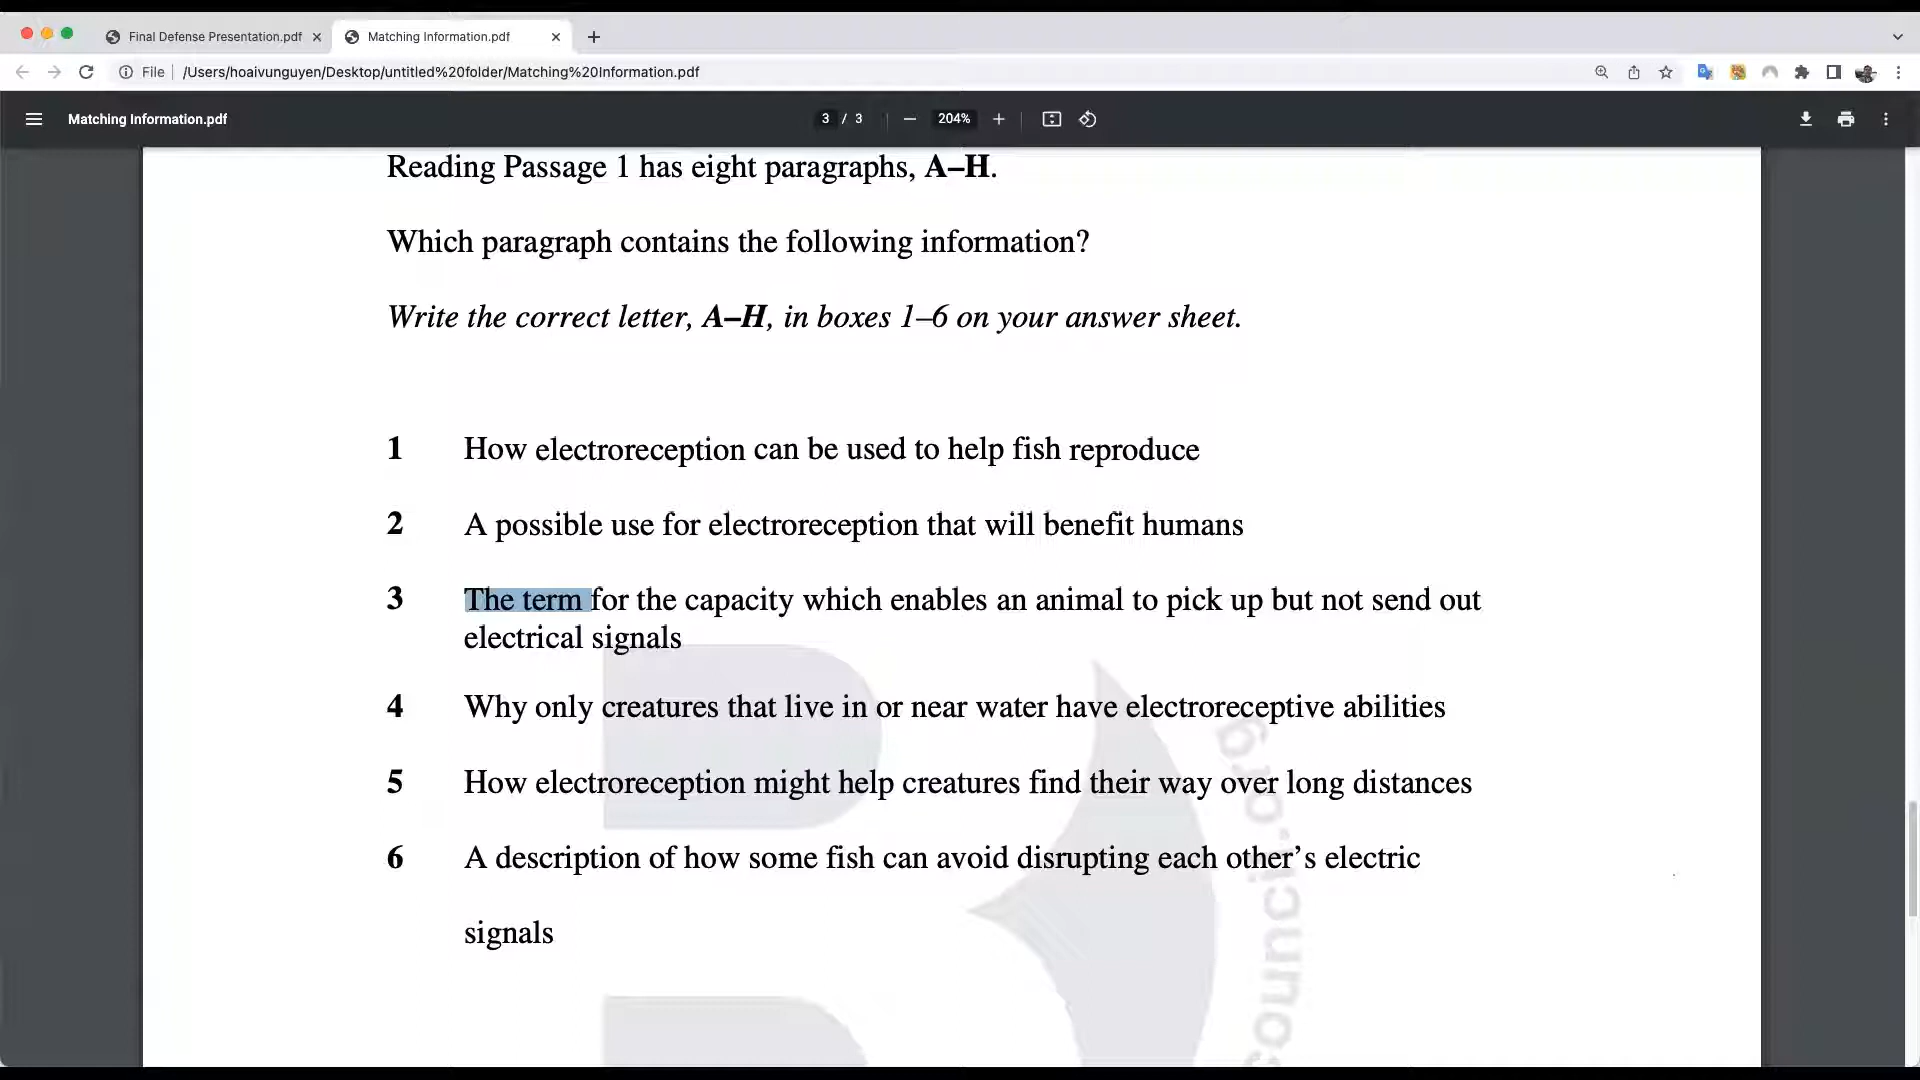 Final Defense Presentation.pdf
Matching Information.pdf
File
/Users/hoaivunguyen/Desktop/untitled%20folder/Matching%20Information.pdf
Matching Information.pdf
3 / 3
204%
Reading Passage 1 has eight paragraphs, A–H.
Which paragraph contains the following information?
Write the correct letter, A–H, in boxes 1–6 on your answer sheet.
1 How electroreception can be used to help fish reproduce
2 A possible use for electroreception that will benefit humans
3 The term for the capacity which enables an animal to pick up but not send out
electrical signals
4 Why only creatures that live in or near water have electroreceptive abilities
5 How electroreception might help creatures find their way over long distances
6 A description of how some fish can avoid disrupting each other’s electric
signals